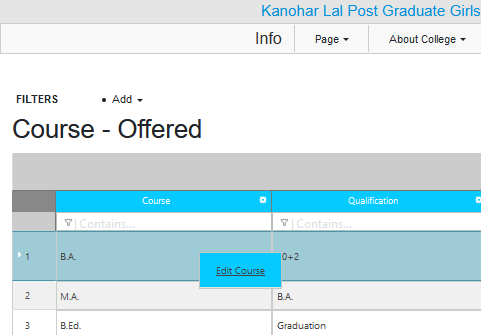 Kanohar Lal Post Graduate Girls
Info Page About College
FILTERS • Add
Course - Offered
Course Qualification
Contains... Contains...
1 B.A. 0+2
Edit Course
2 M.A. B.A.
3 B.Ed. Graduation